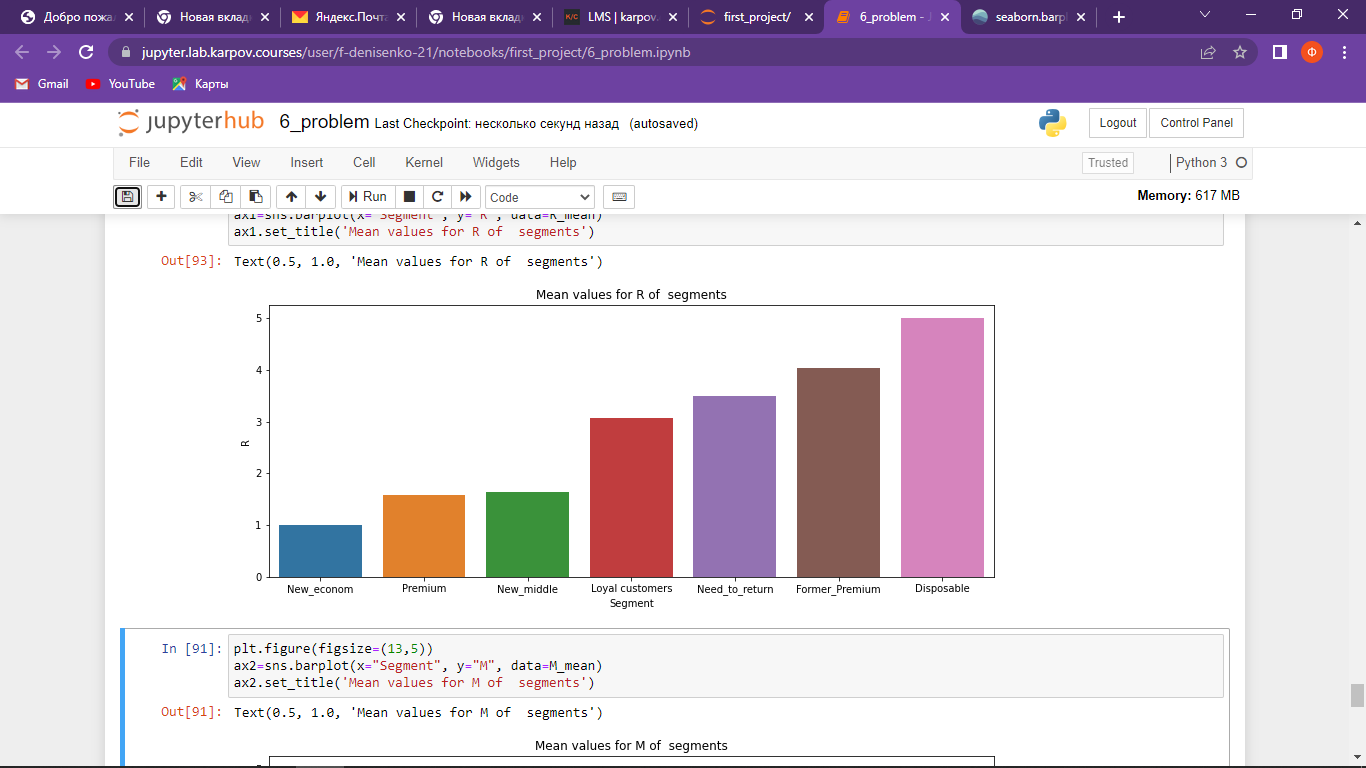 Добро пожа
Новая вклад
Яндекс.Почт
Новая вклад
K/C LMS | karpov.
first_project/
6_problem - J
seaborn.barp
jupyter.lab.karpov.courses/user/f-denisenko-21/notebooks/first_project/6_problem.ipynb
Ф
Gmail YouTube Карты
jupyterhub 6_problem Last Checkpoint: несколько секунд назад (autosaved)
Logout Control Panel
File Edit View Insert Cell Kernel Widgets Help Trusted Python 3
Run Code Memory: 617 MB
ax1=sns.barplot(x="Segment", y="R", data=R_mean)
ax1.set_title('Mean values for R of  segments')
Out[93]: Text(0.5, 1.0, 'Mean values for R of  segments')
Mean values for R of  segments
5
4
3
R
2
1
0
New_econom Premium New_middle Loyal customers Need_to_return Former_Premium Disposable
Segment
In [91]: plt.figure(figsize=(13,5))
ax2=sns.barplot(x="Segment", y="M", data=M_mean)
ax2.set_title('Mean values for M of  segments')
Out[91]: Text(0.5, 1.0, 'Mean values for M of  segments')
Mean values for M of  segments